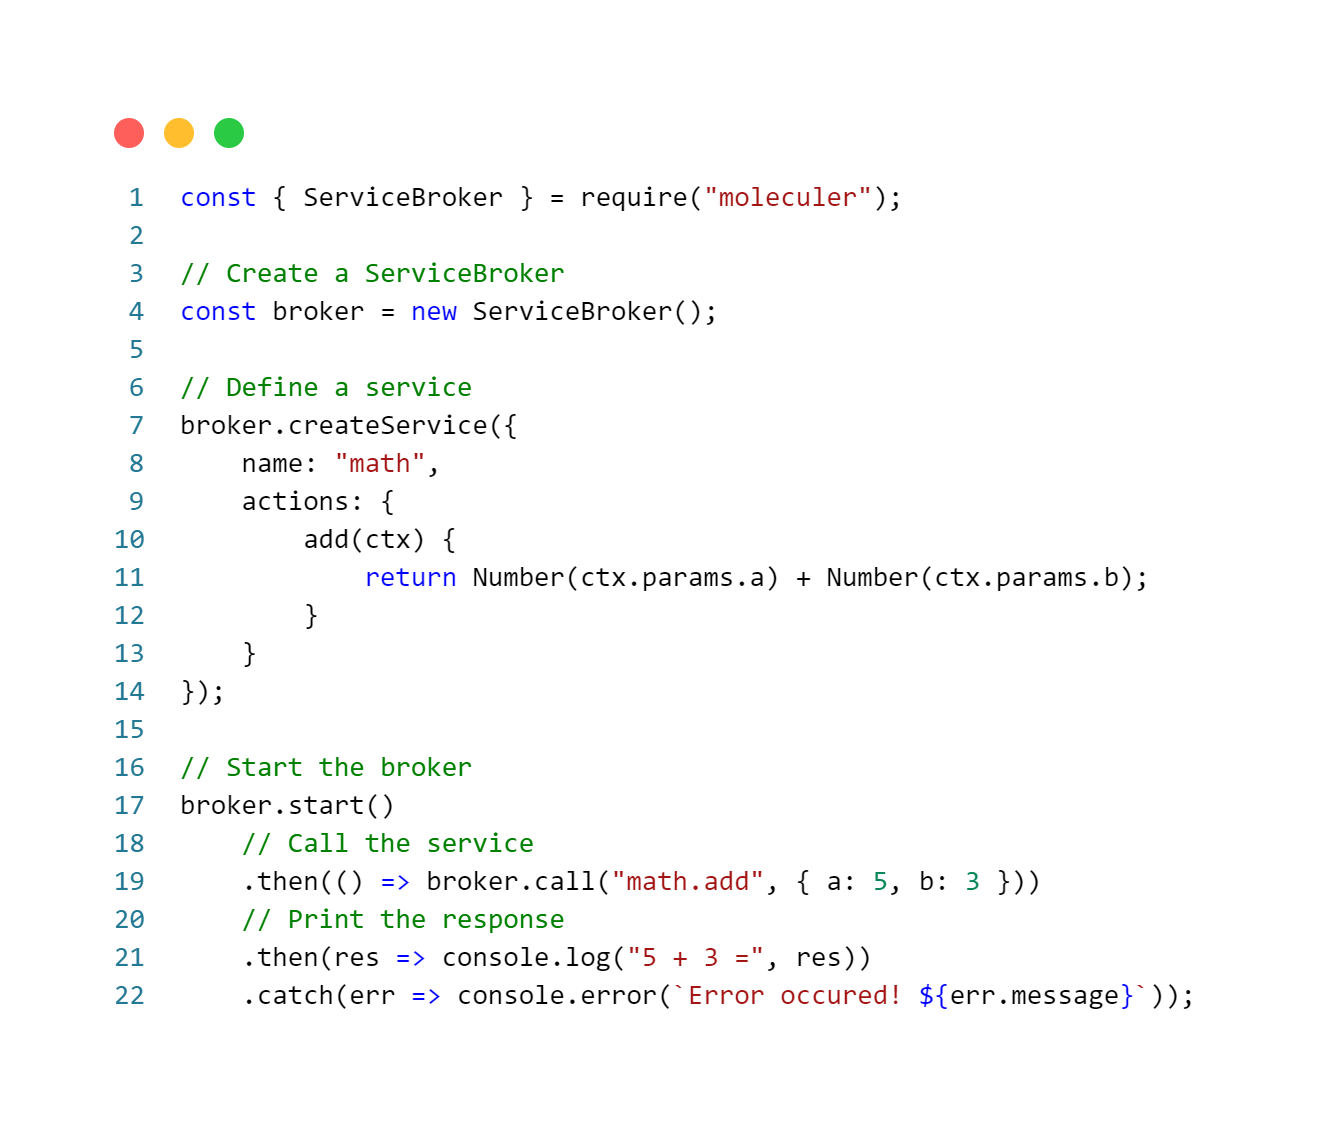 1 const { ServiceBroker } = require("moleculer");
2
3 // Create a ServiceBroker
4 const broker = new ServiceBroker();
5
6 // Define a service
7 broker.createService({
8     name: "math",
9     actions: {
10         add(ctx) {
11             return Number(ctx.params.a) + Number(ctx.params.b);
12         }
13     }
14 });
15
16 // Start the broker
17 broker.start()
18     // Call the service
19     .then(() => broker.call("math.add", { a: 5, b: 3 }))
20     // Print the response
21     .then(res => console.log("5 + 3 =", res))
22     .catch(err => console.error(`Error occured! ${err.message}`));